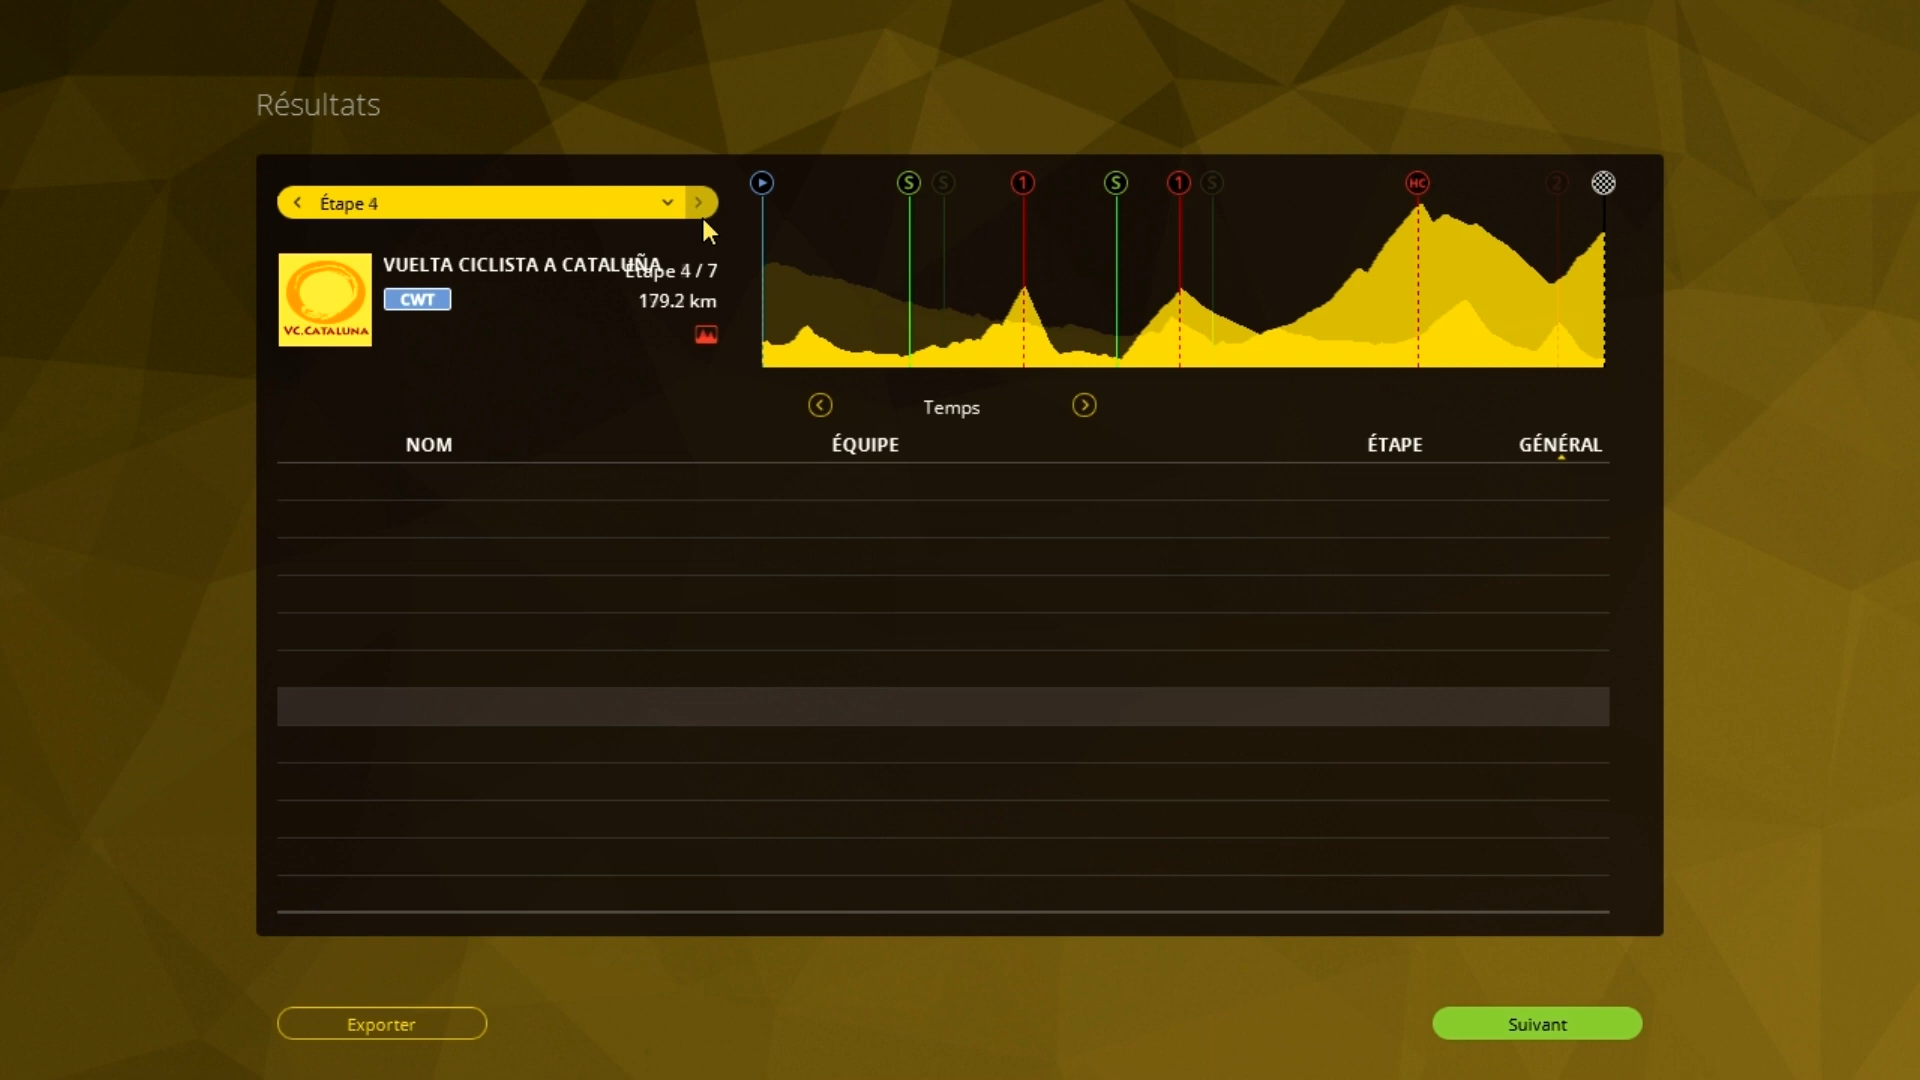 Résultats
Étape 4
VUELTA CICLISTA A CATALUÑA
Étape 4 / 7
CWT
179.2 km
VC.CATALUNA
S
S
1
S
1
S
HC
2
Temps
NOM
ÉQUIPE
ÉTAPE
GÉNÉRAL
Exporter
Suivant